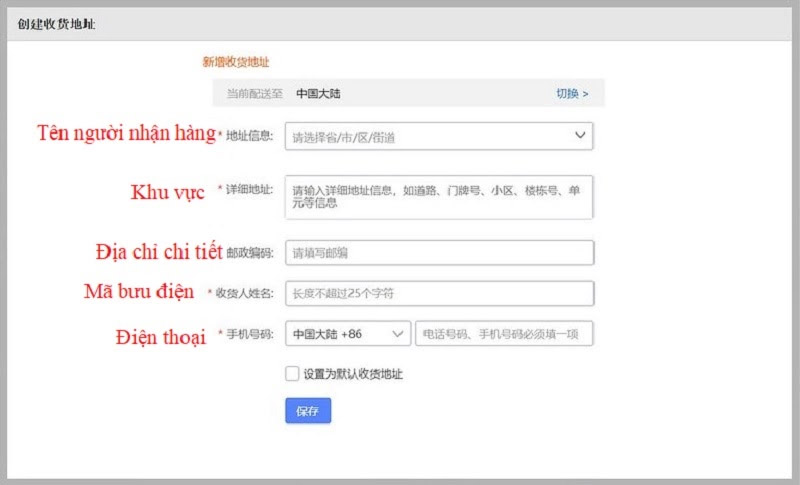 创建收货地址
新增收货地址
当前配送至 中国大陆 切换 >
Tên người nhận hàng * 地址信息: 请选择省/市/区/街道
Khu vực * 详细地址: 请输入详细地址信息，如道路、门牌号、小区、楼栋号、单
元等信息
Địa chỉ chi tiết 邮政编码: 请填写邮编
Mã bưu điện * 收货人姓名: 长度不超过25个字符
Điện thoại * 手机号码: 中国大陆 +86 电话号码、手机号码必须填一项
设置为默认收货地址
保存